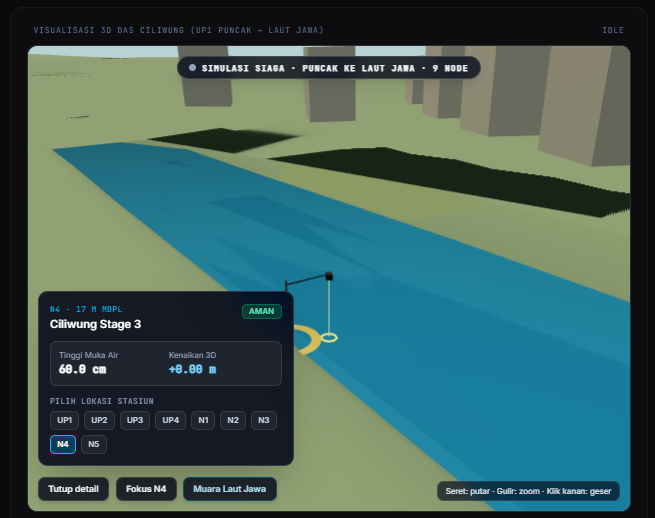 VISUALISASI 3D DAS CILIWUNG (UP1 PUNCAK → LAUT JAWA)
IDLE
SIMULASI SIAGA · PUNCAK KE LAUT JAWA · 9 NODE
N4 · 17 M MDPL
AMAN
Ciliwung Stage 3
Tinggi Muka Air
Kenaikan 3D
60.0 cm
+0.00 m
PILIH LOKASI STASIUN
UP1 UP2 UP3 UP4 N1 N2 N3
N4 N5
Tutup detail
Fokus N4
Muara Laut Jawa
Seret: putar · Gulir: zoom · Klik kanan: geser